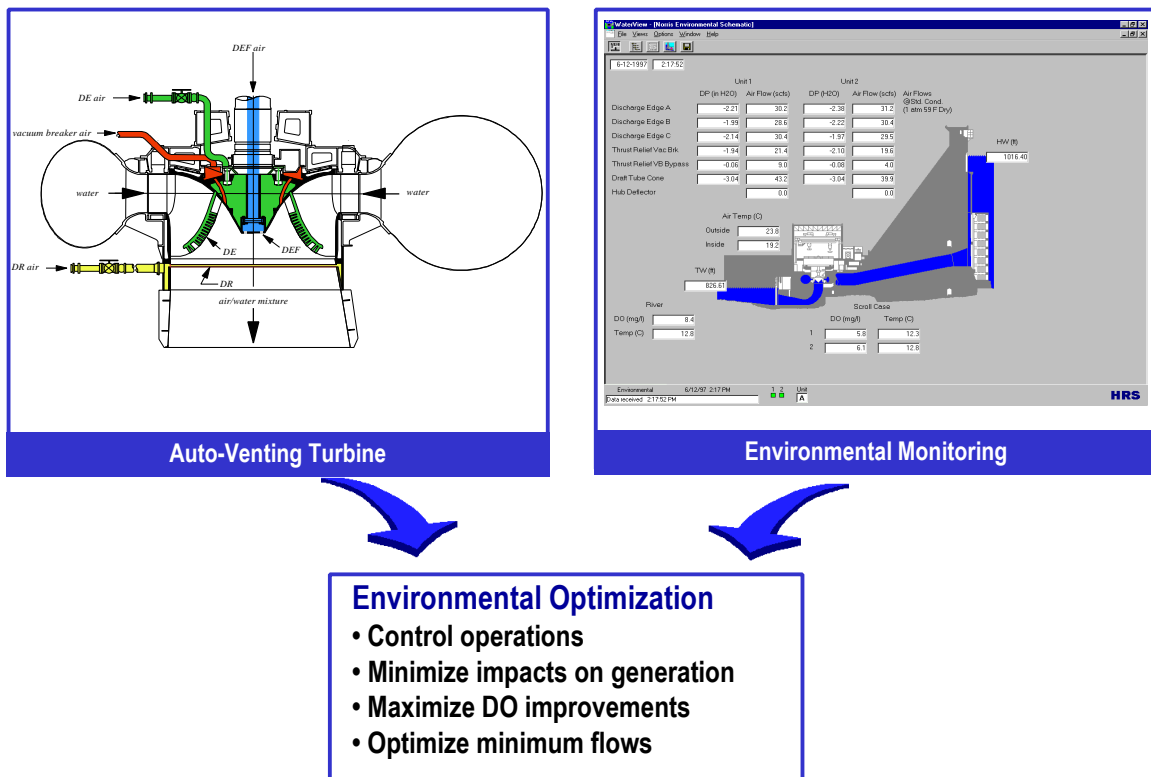 DEF air
DE air
vacuum breaker air
water
water
DE
DEF
DR air
DR
air/water mixture
Auto-Venting Turbine
WaterView - [Norris Environmental Schematic]
File Views Options Window Help
6-12-1997 2:17:52
Unit 1 Unit 2
DP (in H2O) Air Flow (scfs) DP (H2O) Air Flow (scfs) Air Flows
@Std. Cond.
(1 atm 59 F Dry)
Discharge Edge A -2.21 30.2 -2.38 31.2
Discharge Edge B -1.99 28.6 -2.22 30.4
Discharge Edge C -2.14 30.4 -1.97 29.5
Thrust Relief Vac Brk -1.94 21.4 -2.10 19.6
Thrust Relief VB Bypass -0.06 9.0 -0.08 4.0
Draft Tube Cone -3.04 43.2 -3.04 39.9
Hub Deflector 0.0 0.0
HW (ft)
1016.40
Air Temp (C)
Outside 23.8
Inside 19.2
TW (ft)
826.61
River
DO (mg/l) 8.4
Temp (C) 12.8
Scroll Case
DO (mg/l) Temp (C)
1 5.8 12.3
2 6.1 12.8
Environmental 6/12/97 2:17 PM 1 2 Unit
Data received 2:17:52 PM A
HRS
Environmental Monitoring
Environmental Optimization
• Control operations
• Minimize impacts on generation
• Maximize DO improvements
• Optimize minimum flows